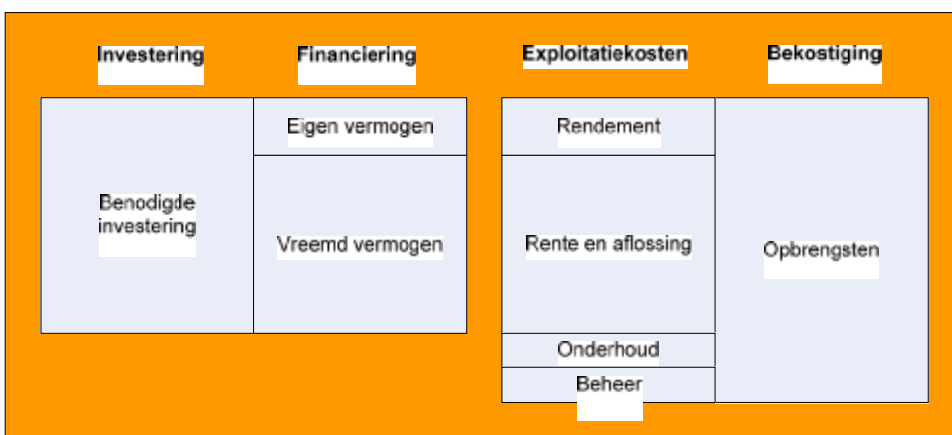 Investering
Financiering
Exploitatiekosten
Bekostiging
Eigen vermogen
Rendement
Benodigde
investering
Vreemd vermogen
Rente en aflossing
Opbrengsten
Onderhoud
Beheer